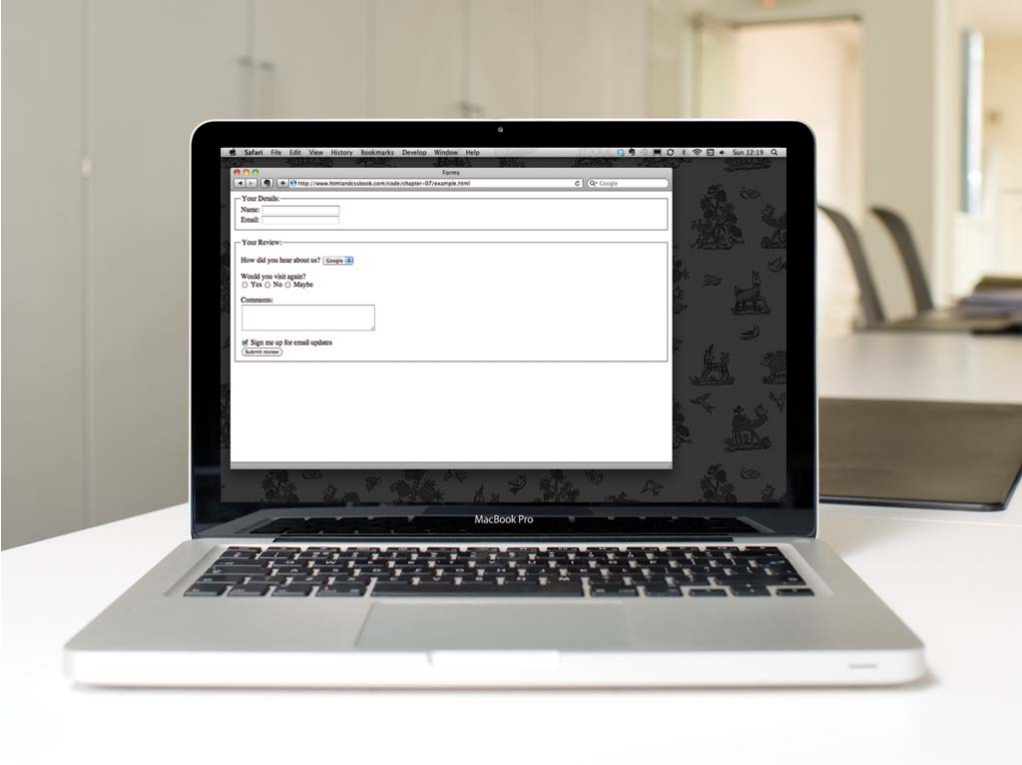 Safari File Edit View History Bookmarks Develop Window Help Sun 12:19
Forms
http://www.htmlandcssbook.com/code/chapter-07/example.html Google
Your Details:
Name:
Email:
Your Review:
How did you hear about us? Google
Would you visit again?
Yes No Maybe
Comments:
Sign me up for email updates
Submit review
MacBook Pro